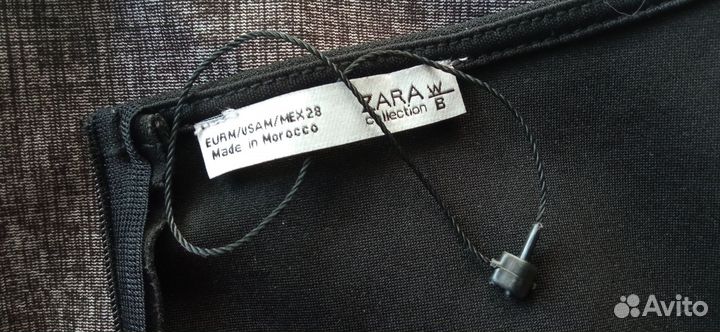 EUR M/USA M/MEX 28
Made in Morocco
ZARA W/B
collection
Avito